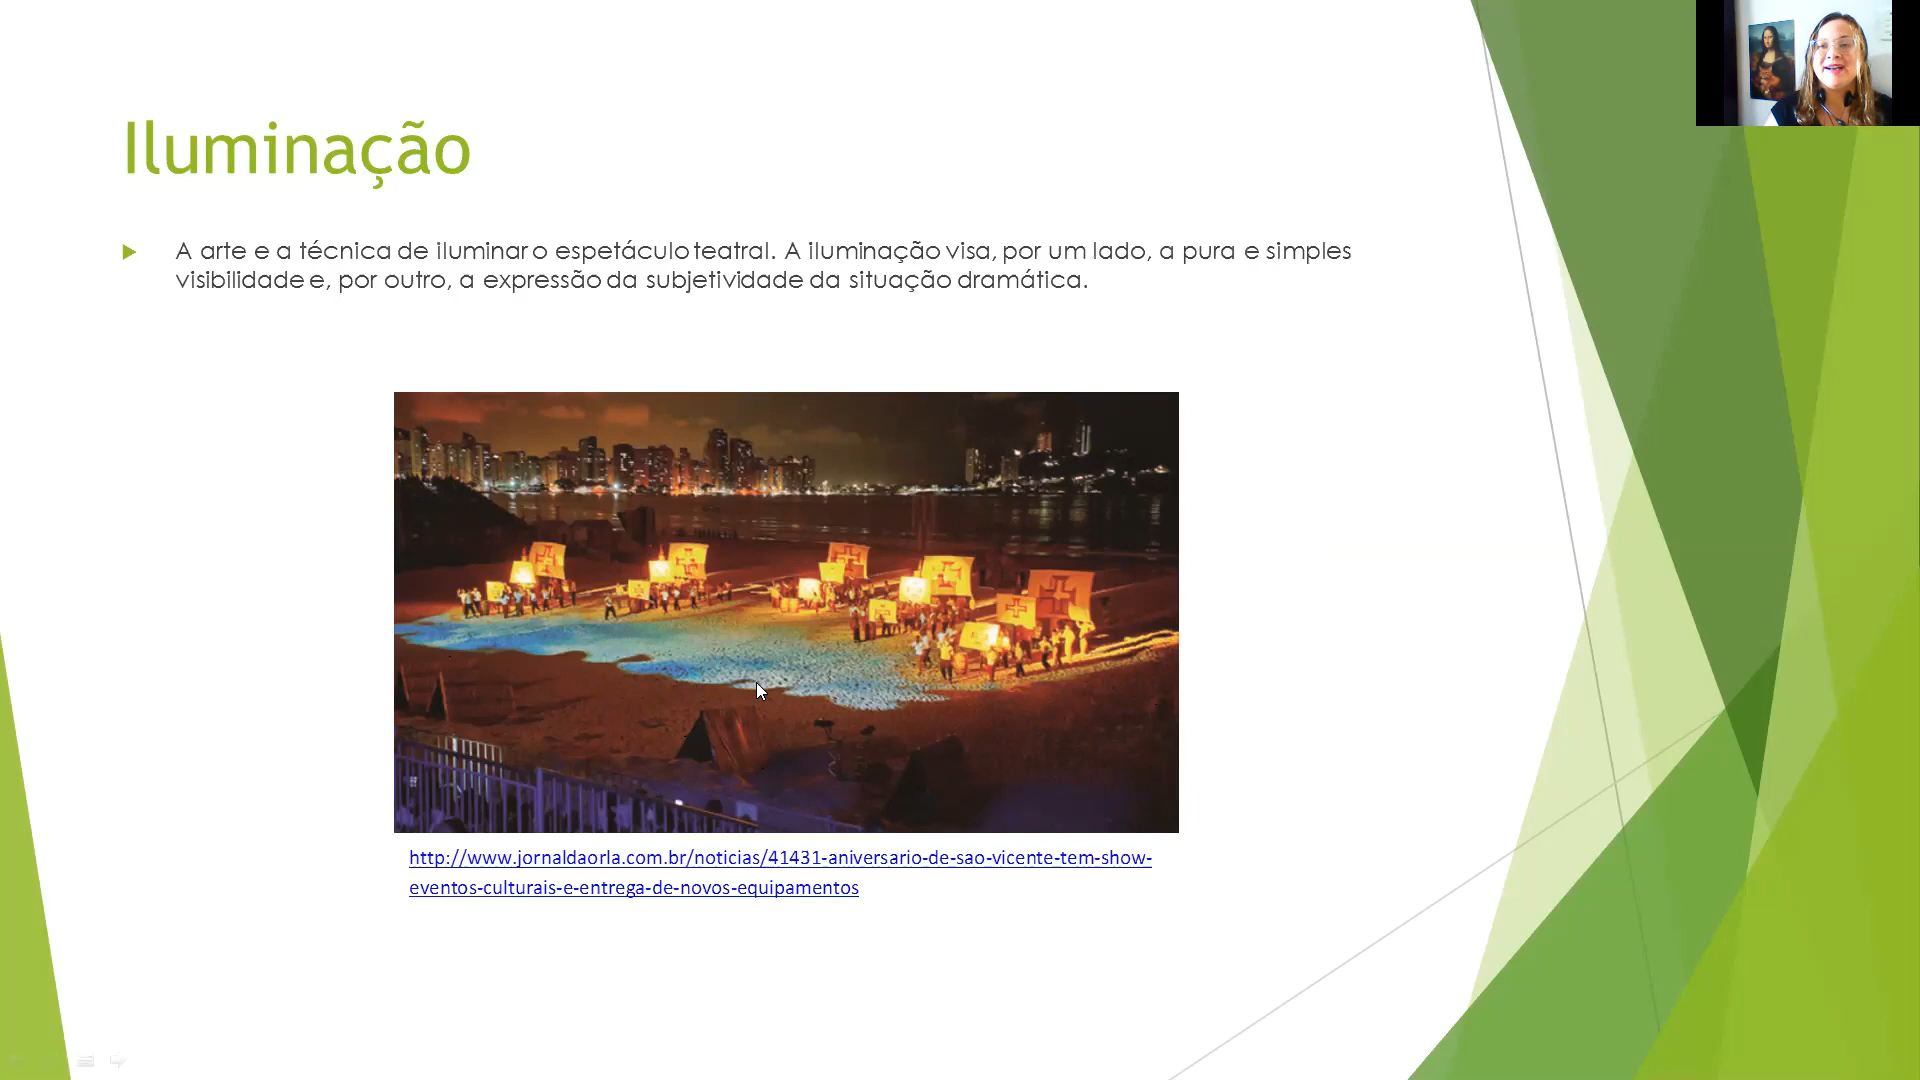 Iluminação
A arte e a técnica de iluminar o espetáculo teatral. A iluminação visa, por um lado, a pura e simples
visibilidade e, por outro, a expressão da subjetividade da situação dramática.
http://www.jornaldaorla.com.br/noticias/41431-aniversario-de-sao-vicente-tem-show-
eventos-culturais-e-entrega-de-novos-equipamentos